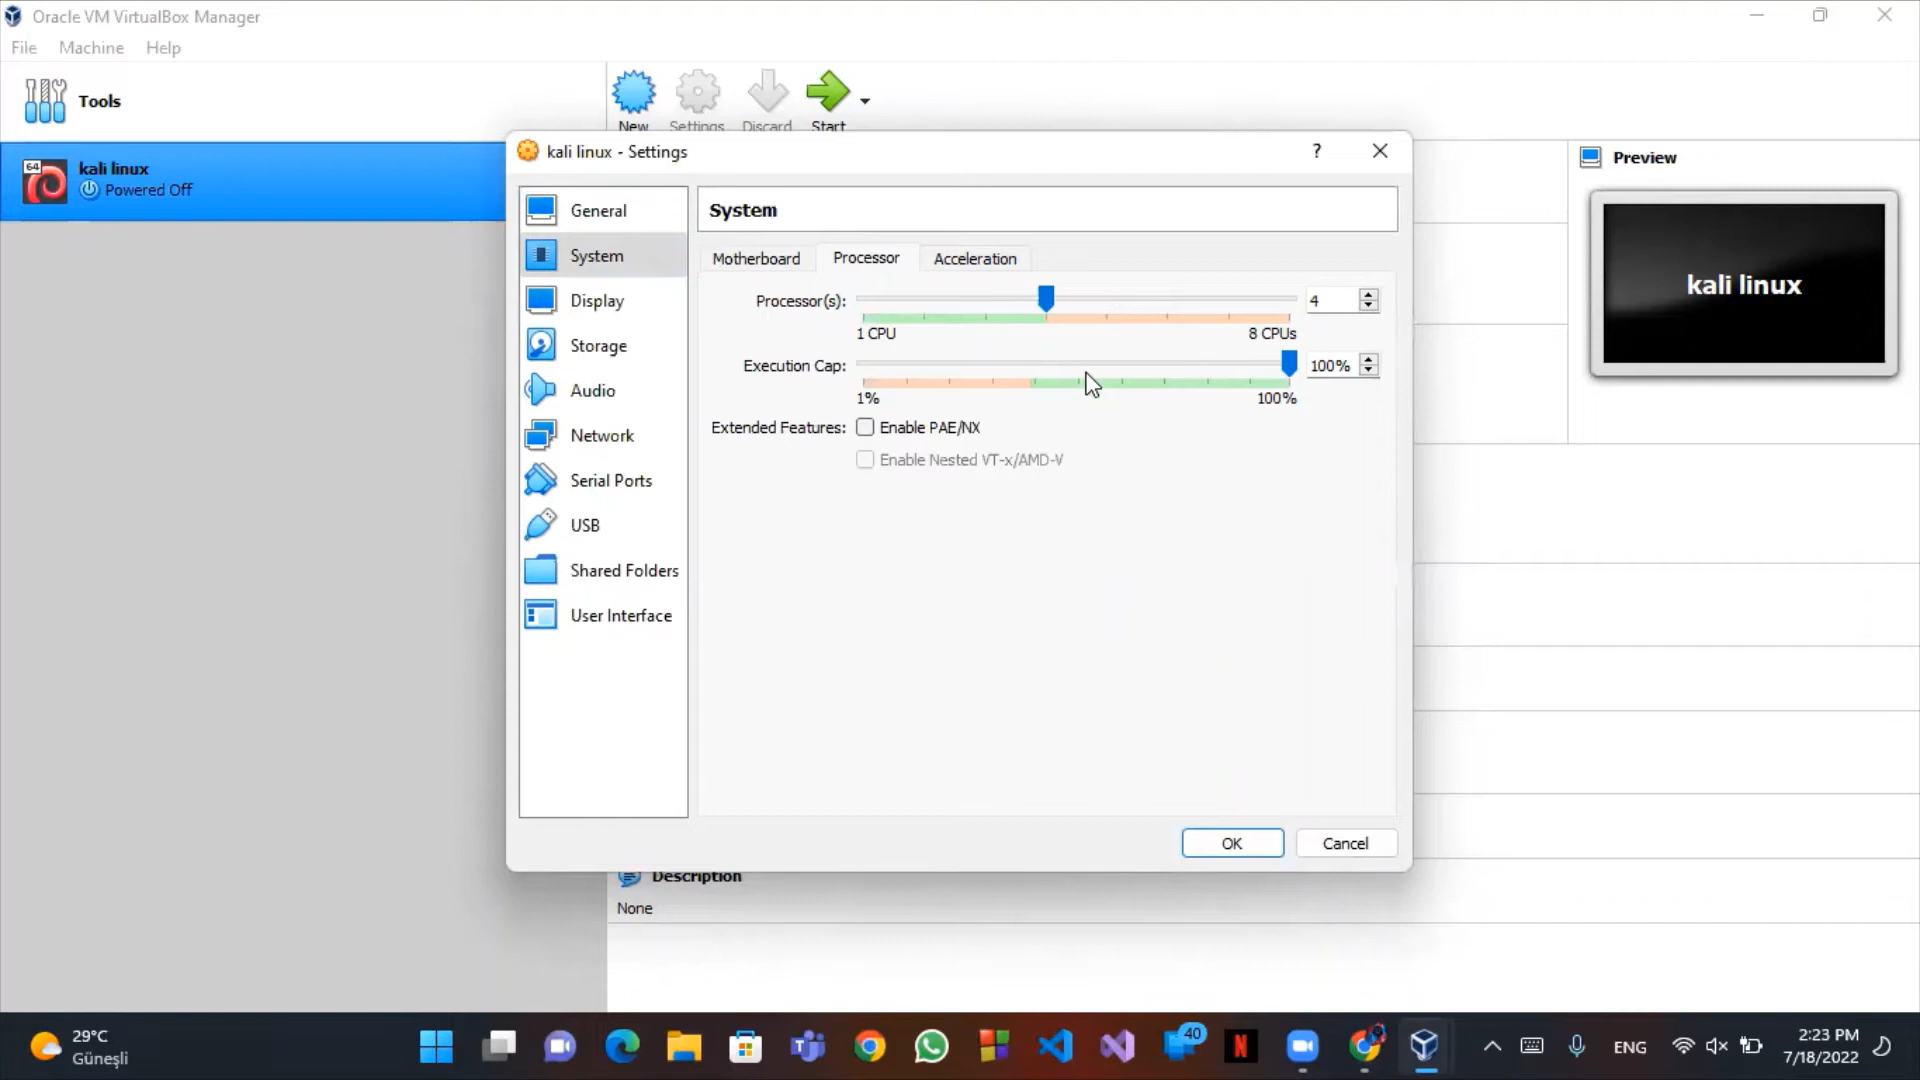 Oracle VM VirtualBox Manager
File Machine Help
Tools
New Settings Discard Start
64
kali linux
Powered Off
kali linux - Settings
?
General
System
Display
Storage
Audio
Network
Serial Ports
USB
Shared Folders
User Interface
System
Motherboard Processor Acceleration
Processor(s): 4
1 CPU 8 CPUs
Execution Cap: 100%
1% 100%
Extended Features: Enable PAE/NX
Enable Nested VT-x/AMD-V
OK Cancel
Preview
kali linux
Description
None
29°C
Güneşli
40
N
ENG
2:23 PM
7/18/2022